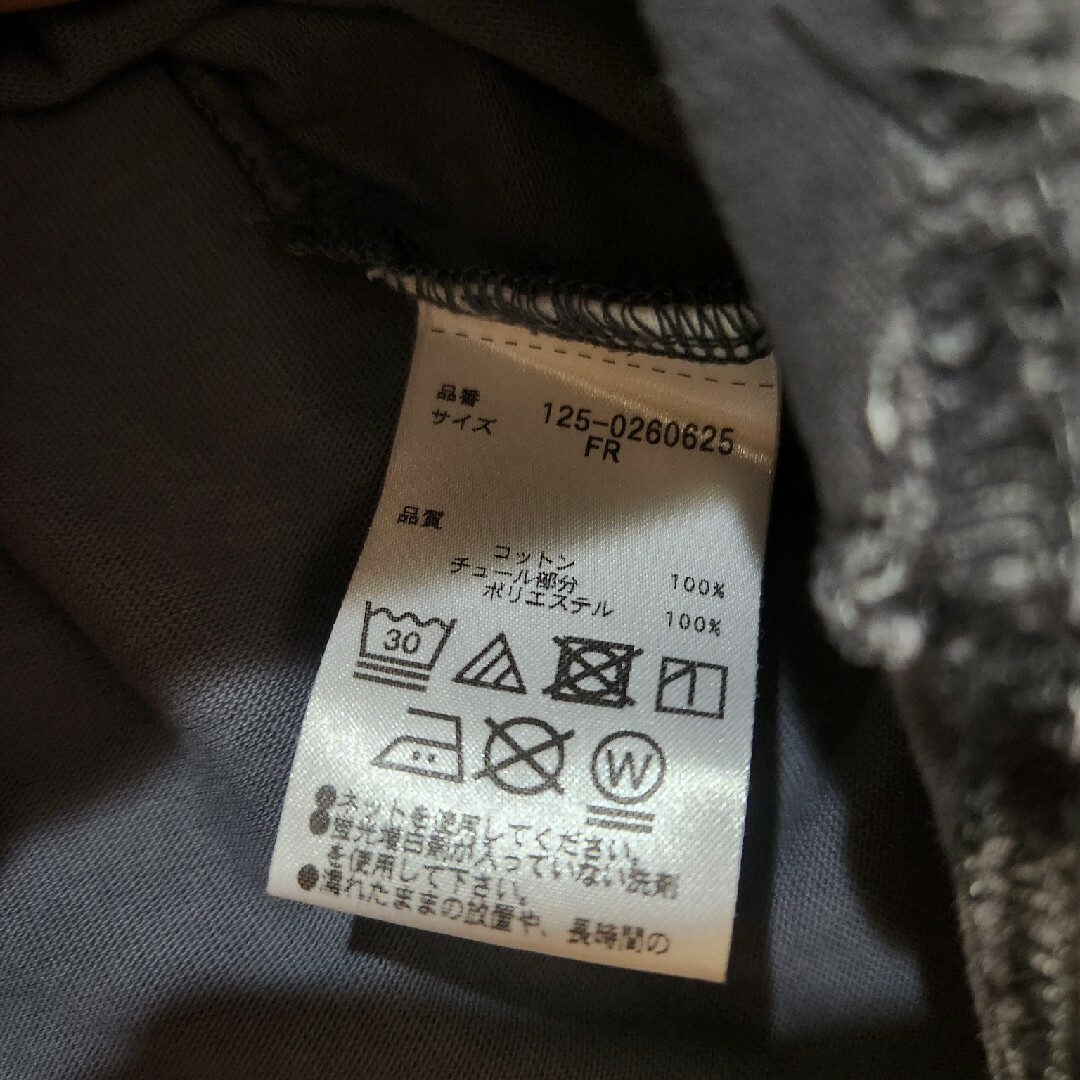 品番 125-0260625
サイズ FR
品質
コットン 100%
チュール部分
ポリエステル 100%
30
W
●ネットを使用してください。
●蛍光増白剤が入っていない洗剤
を使用して下さい。
●濡れたままの放置や、長時間の